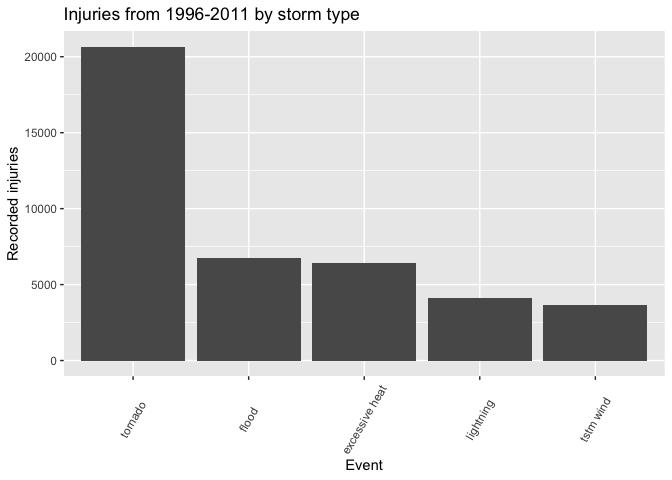 Injuries from 1996-2011 by storm type
Recorded injuries
20000
15000
10000
5000
0
tornado
flood
excessive heat
lightning
tstm wind
Event